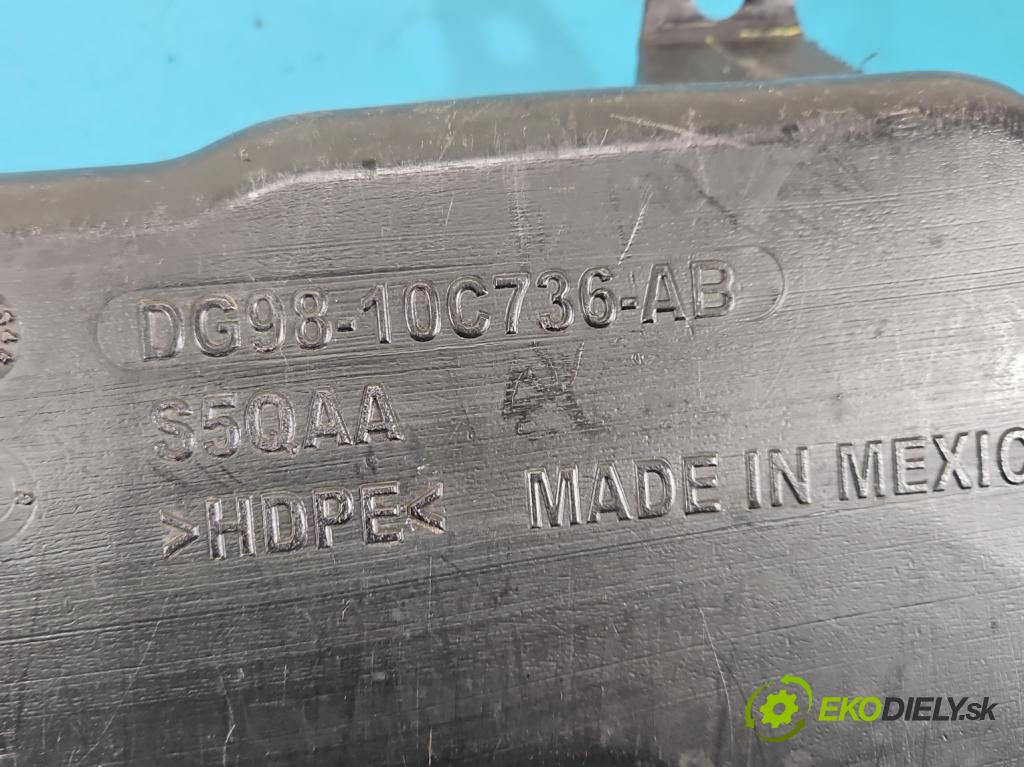 DG98-10C736-AB
S5QAA
>HDPE< MADE IN MEXIC
EKODIELY.sk